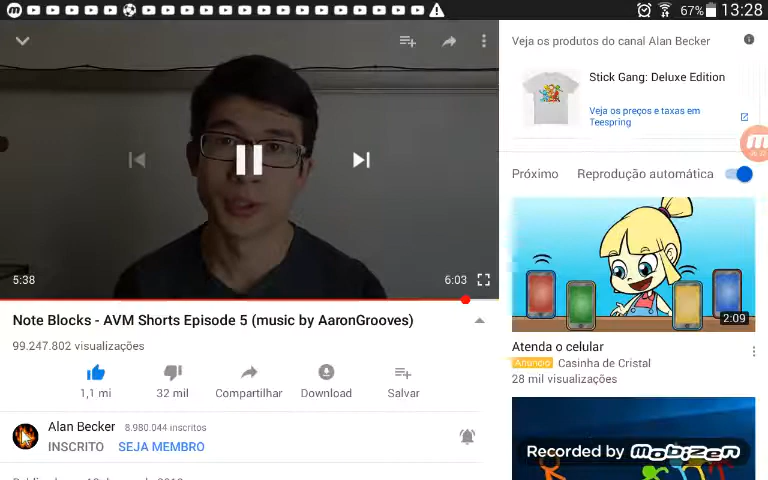 67% 13:28
5:38
6:03
Note Blocks - AVM Shorts Episode 5 (music by AaronGrooves)
99.247.802 visualizações
1,1 mi
32 mil
Compartilhar
Download
Salvar
Alan Becker 8.980.044 inscritos
INSCRITO SEJA MEMBRO
Veja os produtos do canal Alan Becker
Stick Gang: Deluxe Edition
Veja os preços e taxas em
Teespring
Próximo Reprodução automática
2:09
Atenda o celular
Anúncio Casinha de Cristal
28 mil visualizações
Recorded by Mobizen